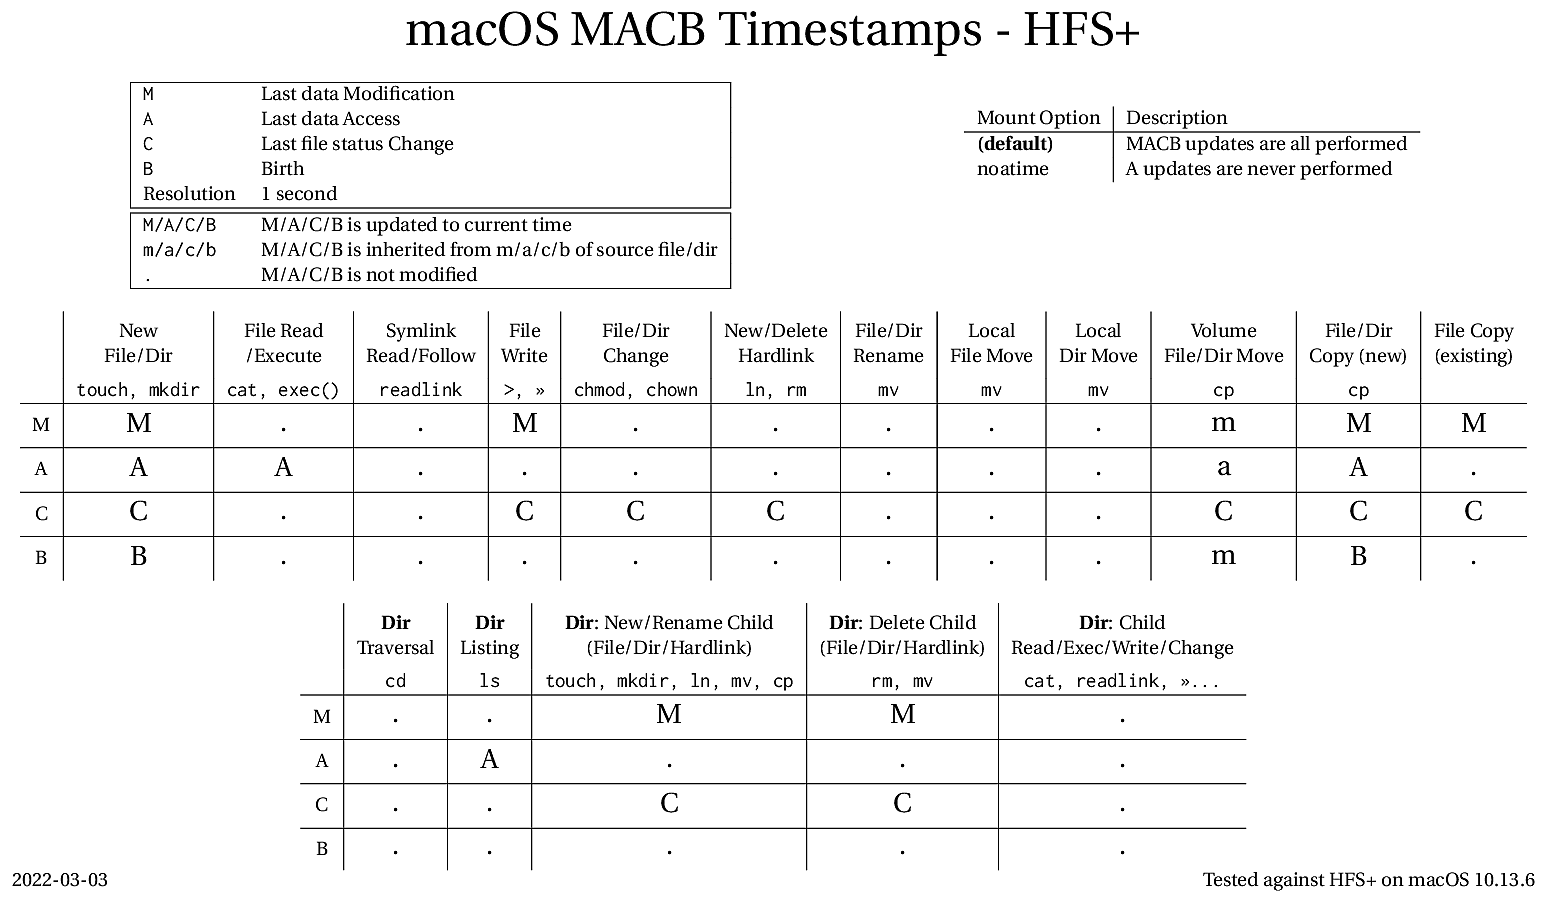 macOS MACB Timestamps - HFS+
M Last data Modification
A Last data Access
C Last file status Change
B Birth
Resolution 1 second
M/A/C/B M/A/C/B is updated to current time
m/a/c/b M/A/C/B is inherited from m/a/c/b of source file/dir
. M/A/C/B is not modified
Mount Option Description
(default) MACB updates are all performed
noatime A updates are never performed
New File Read Symlink File File/Dir New/Delete File/Dir Local Local Volume File/Dir File Copy
File/Dir /Execute Read/Follow Write Change Hardlink Rename File Move Dir Move File/Dir Move Copy (new) (existing)
touch, mkdir cat, exec() readlink >, » chmod, chown ln, rm mv mv mv cp cp
M M . . M . . . . . m M M
A A A . . . . . . . a A .
C C . . C C C . . . C C C
B B . . . . . . . . m B .
Dir Dir Dir: New/Rename Child Dir: Delete Child Dir: Child
Traversal Listing (File/Dir/Hardlink) (File/Dir/Hardlink) Read/Exec/Write/Change
cd ls touch, mkdir, ln, mv, cp rm, mv cat, readlink, »...
M . . M M .
A . A . . .
C . . C C .
B . . . . .
2022-03-03 Tested against HFS+ on macOS 10.13.6